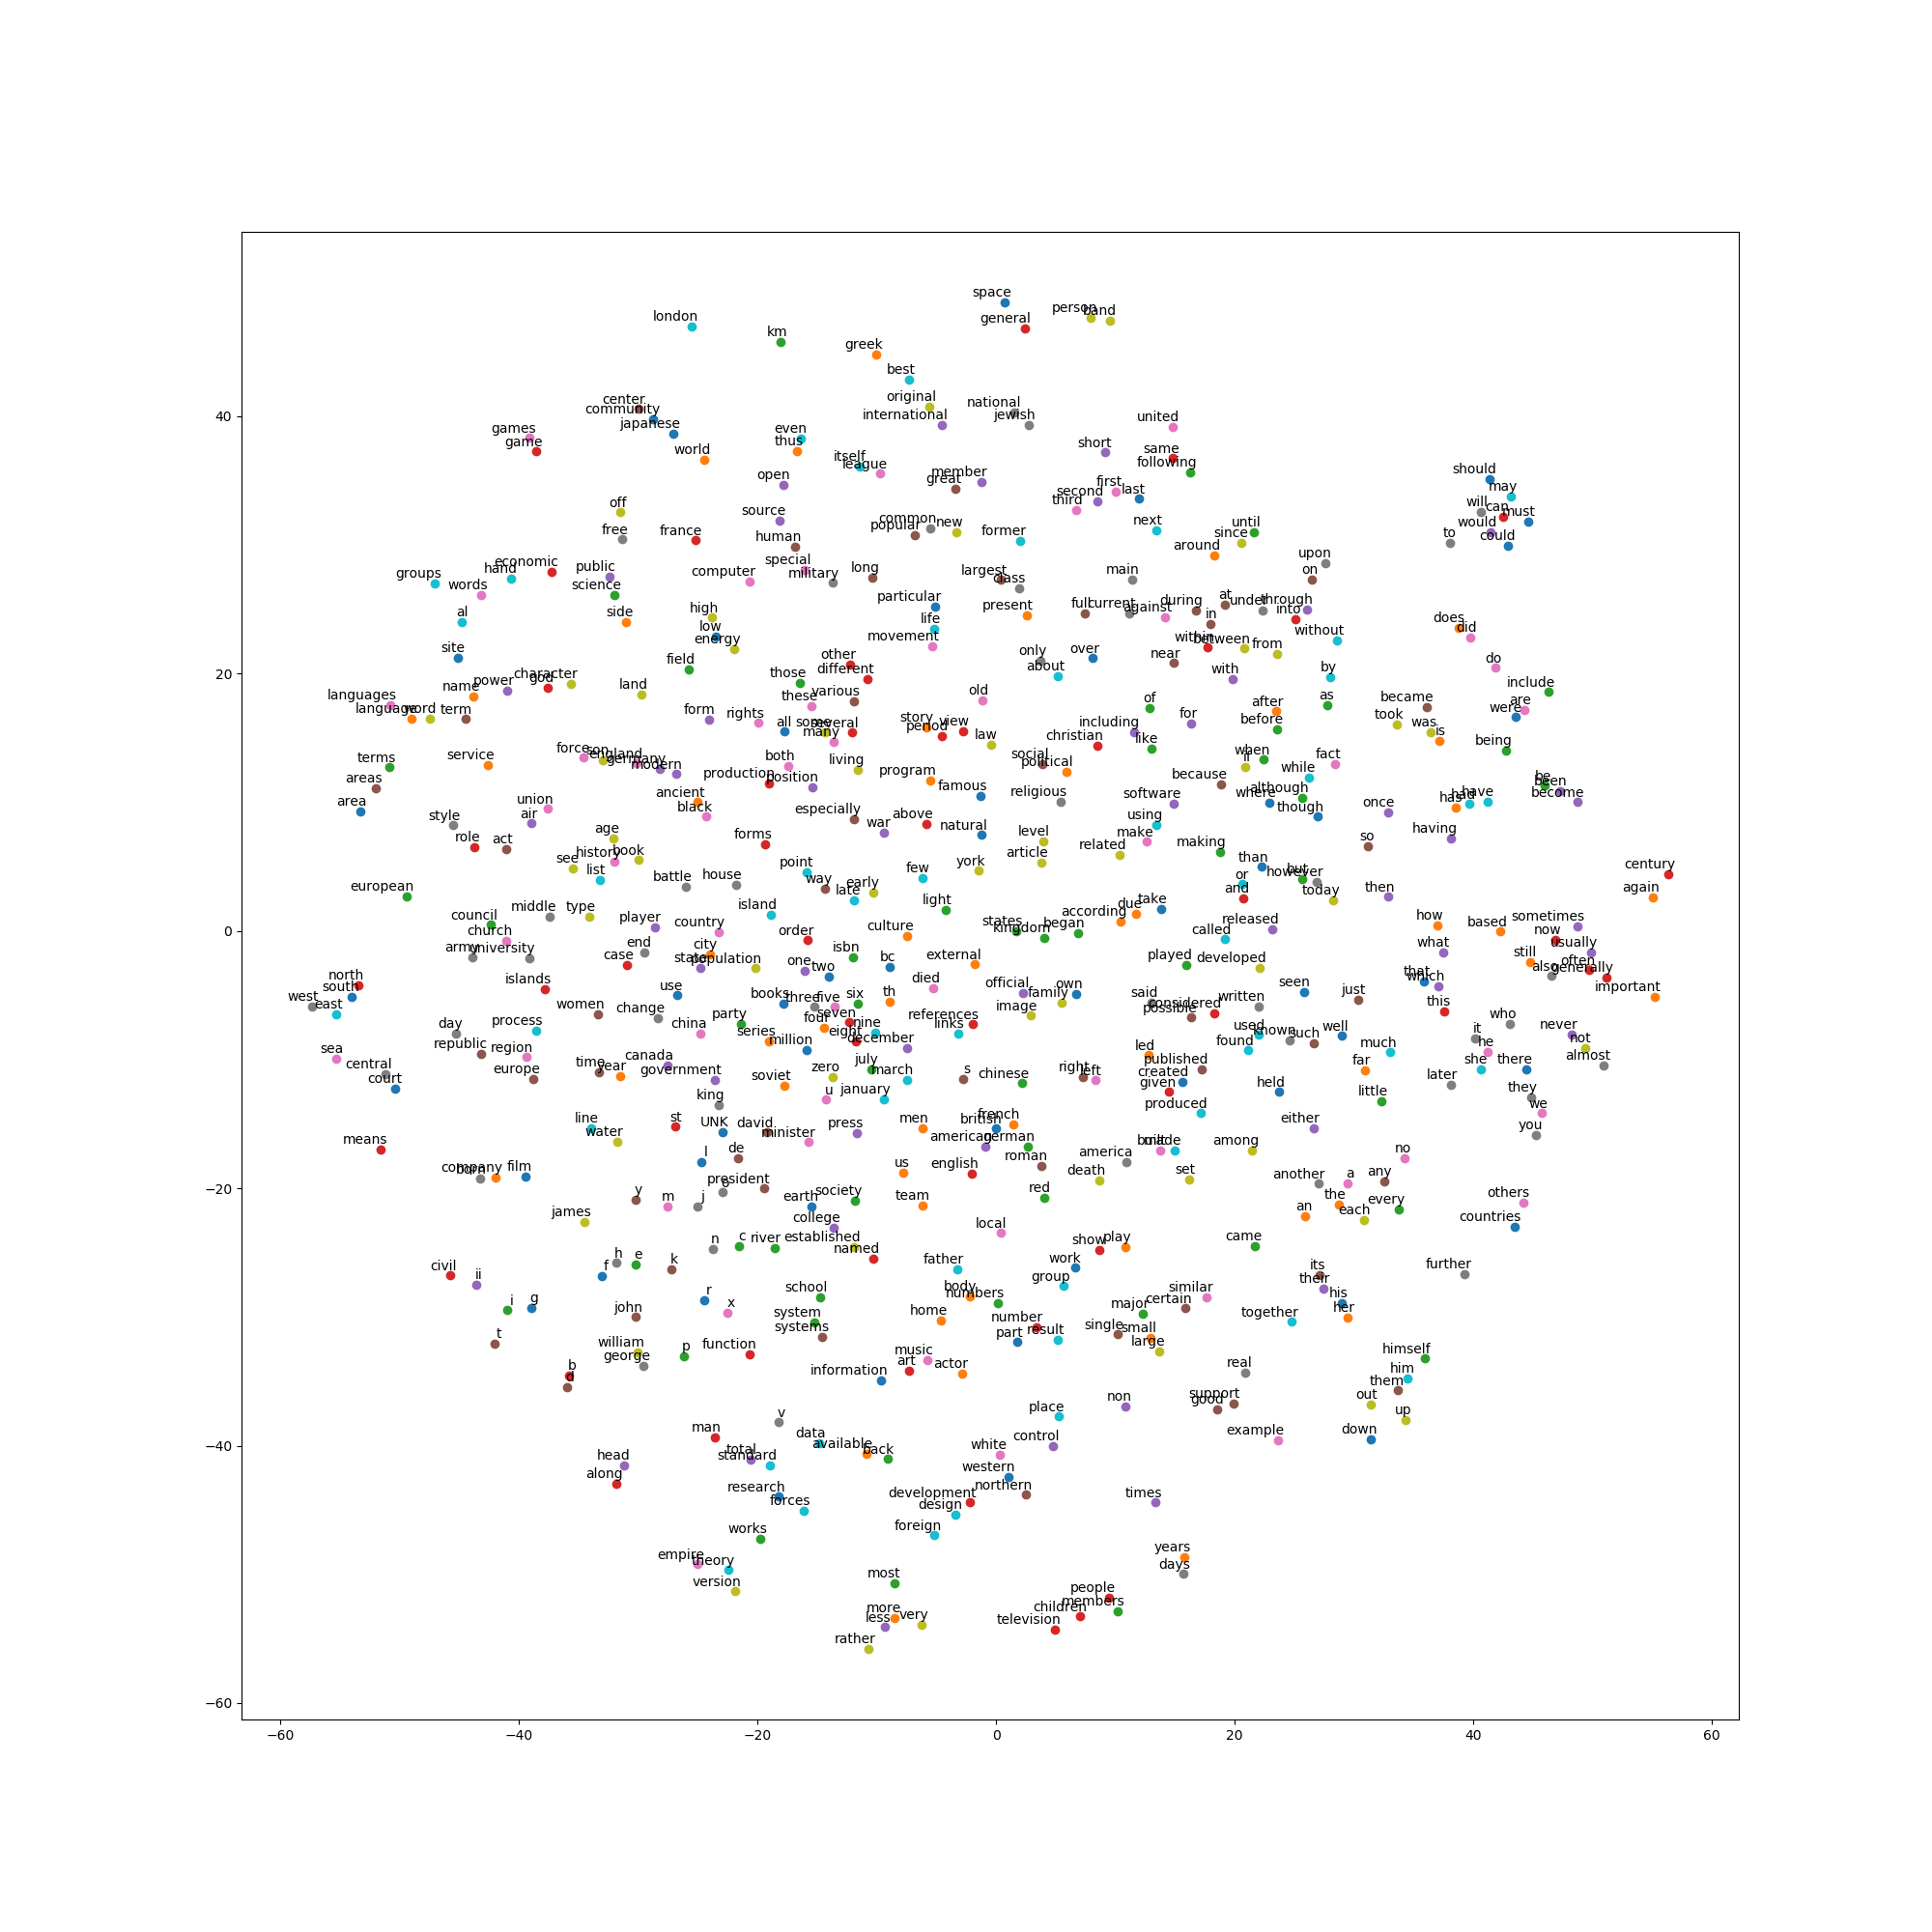 space
person
band
london
general
km
greek
best
original
center
community
national
international
jewish
united
japanese
games
game
even
thus
world
short
same
following
itself
league
member
great
open
should
may
will
can
must
first
second
last
third
off
source
common
popular
new
next
until
since
would
could
to
free
france
human
former
around
upon
on
economic
hand
groups
public
computer
special
military
long
largest
class
main
words
science
particular
present
full
current
against
during
at
under
through
into
in
al
side
high
low
energy
life
movement
without
does
did
site
field
other
different
only
about
over
near
within
between
from
with
by
do
include
languages
language
word
term
name
power
god
character
land
those
these
various
old
of
after
before
as
became
took
are
were
form
rights
all
some
several
many
story
period
view
law
including
christian
like
for
was
is
being
terms
service
force
son
england
germany
modern
both
production
position
living
program
social
political
when
if
fact
while
because
areas
area
ancient
black
famous
religious
software
where
although
though
once
has
had
have
be
been
become
style
union
air
role
act
age
especially
war
above
natural
level
using
make
making
so
having
see
history
book
list
forms
article
related
century
european
battle
house
point
way
early
late
few
york
than
or
and
but
however
today
then
again
council
church
army
university
middle
type
player
island
light
take
due
according
released
how
based
sometimes
now
usually
case
end
country
city
state
population
order
culture
states
kingdom
began
called
what
still
also
often
generally
isbn
bc
external
played
developed
north
south
west
east
islands
use
one
two
died
official
own
family
seen
that
which
important
women
change
books
three
five
six
th
image
said
considered
possible
written
just
this
day
process
china
party
series
four
seven
eight
nine
million
december
references
links
used
found
known
such
well
who
it
he
never
not
almost
sea
republic
region
time
year
canada
government
soviet
zero
july
march
january
s
chinese
led
right
left
published
created
given
held
much
far
little
later
she
there
they
central
court
europe
king
u
we
you
line
water
st
UNK
david
minister
press
men
british
french
american
german
produced
either
means
l
de
roman
america
built
made
among
no
company
born
film
president
o
us
english
death
set
another
a
any
y
m
j
earth
society
team
red
the
an
each
every
others
countries
james
college
local
n
c
river
established
named
show
play
came
civil
ii
h
e
f
k
father
work
group
its
their
further
i
g
r
x
school
body
numbers
similar
certain
his
her
t
john
system
systems
home
number
part
result
major
single
small
large
together
william
george
p
function
music
art
actor
himself
b
d
information
real
him
them
v
place
non
support
good
out
up
man
data
available
back
control
example
down
head
along
total
standard
white
western
northern
research
forces
development
design
foreign
times
works
empire
theory
version
most
years
days
more
less
very
rather
people
members
children
television
40
20
0
−20
−40
−60
−60
−40
−20
0
20
40
60